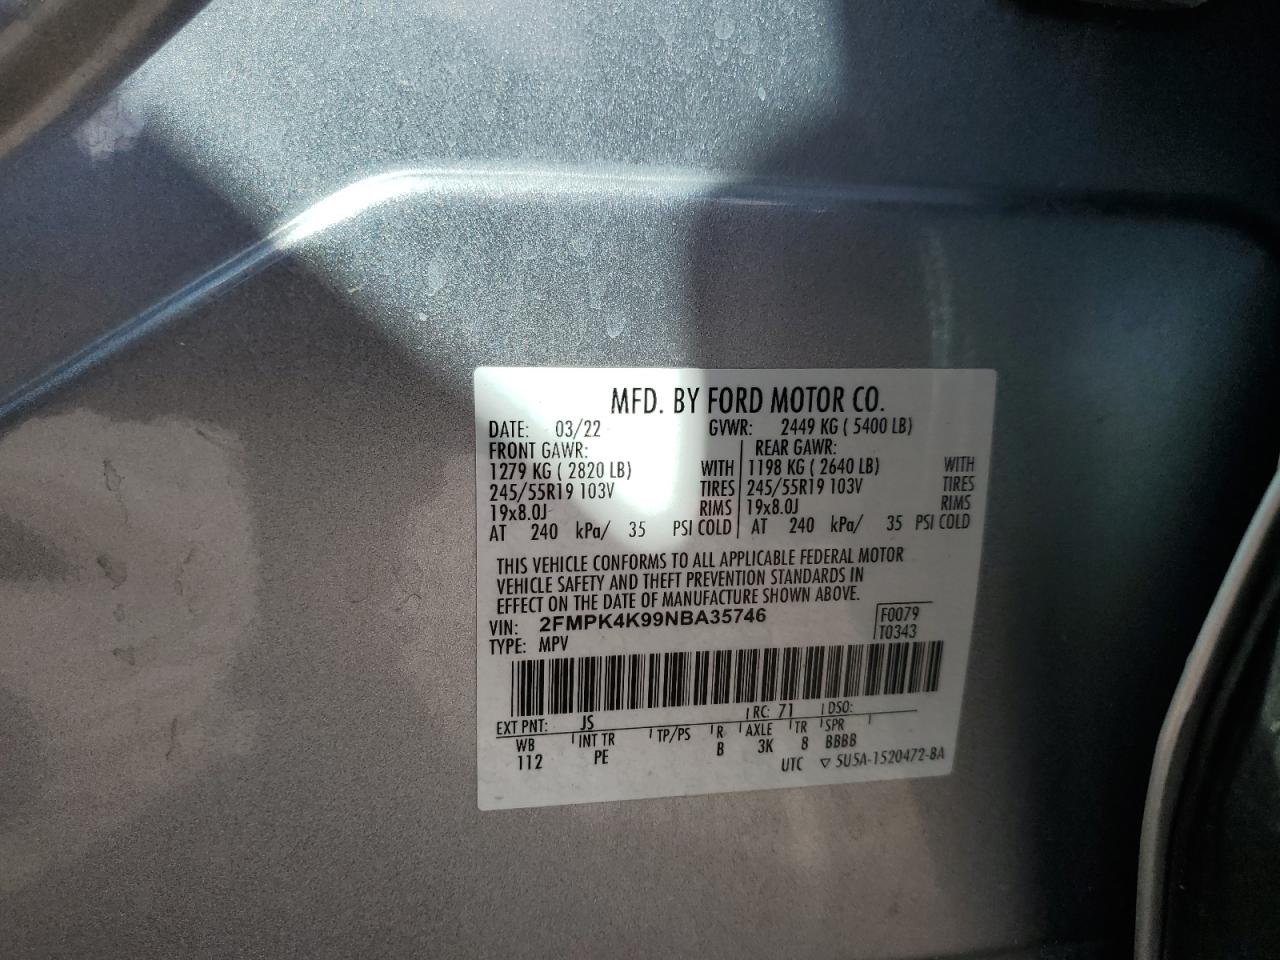 MFD. BY FORD MOTOR CO.
DATE: 03/22 GVWR: 2449 KG ( 5400 LB)
FRONT GAWR: REAR GAWR:
1279 KG ( 2820 LB) WITH 1198 KG ( 2640 LB) WITH
245/55R19 103V TIRES 245/55R19 103V TIRES
19x8.0J RIMS 19x8.0J RIMS
AT 240 kPa/ 35 PSI COLD AT 240 kPa/ 35 PSI COLD
THIS VEHICLE CONFORMS TO ALL APPLICABLE FEDERAL MOTOR
VEHICLE SAFETY AND THEFT PREVENTION STANDARDS IN
EFFECT ON THE DATE OF MANUFACTURE SHOWN ABOVE.
VIN: 2FMPK4K99NBA35746 F0079
TYPE: MPV T0343
EXT PNT: JS RC: 71 DSO:
WB INT TR TP/PS R AXLE TR SPR
112 PE B 3K 8 BBBB
UTC ▽ 5U5A-1520472-BA